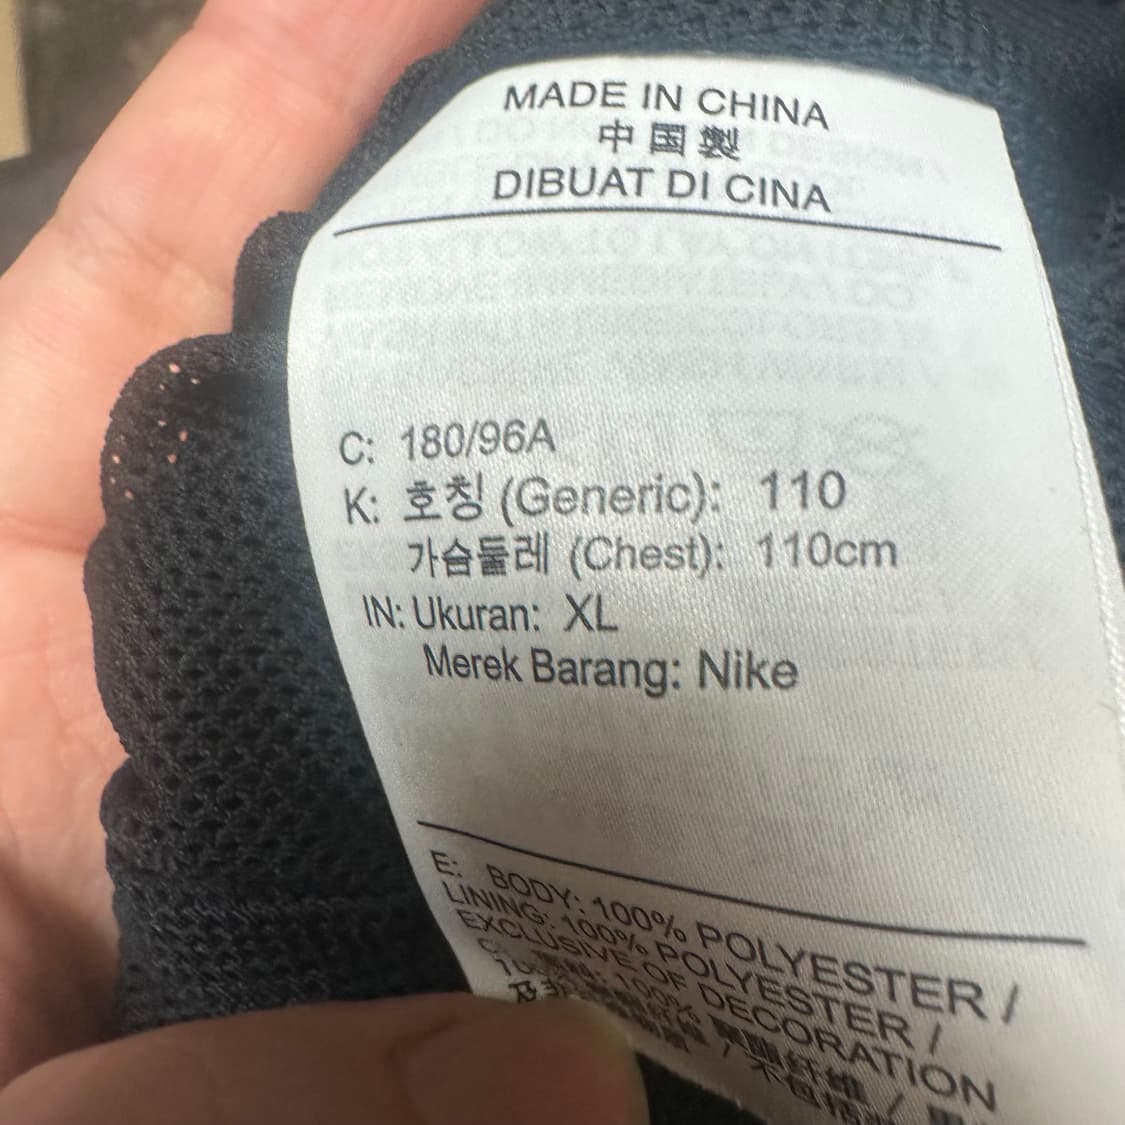 MADE IN CHINA
中国製
DIBUAT DI CINA
C: 180/96A
K: 호칭 (Generic): 110
가슴둘레 (Chest): 110cm
IN: Ukuran: XL
Merek Barang: Nike
E: BODY: 100% POLYESTER /
LINING: 100% POLYESTER /
EXCLUSIVE OF DECORATION